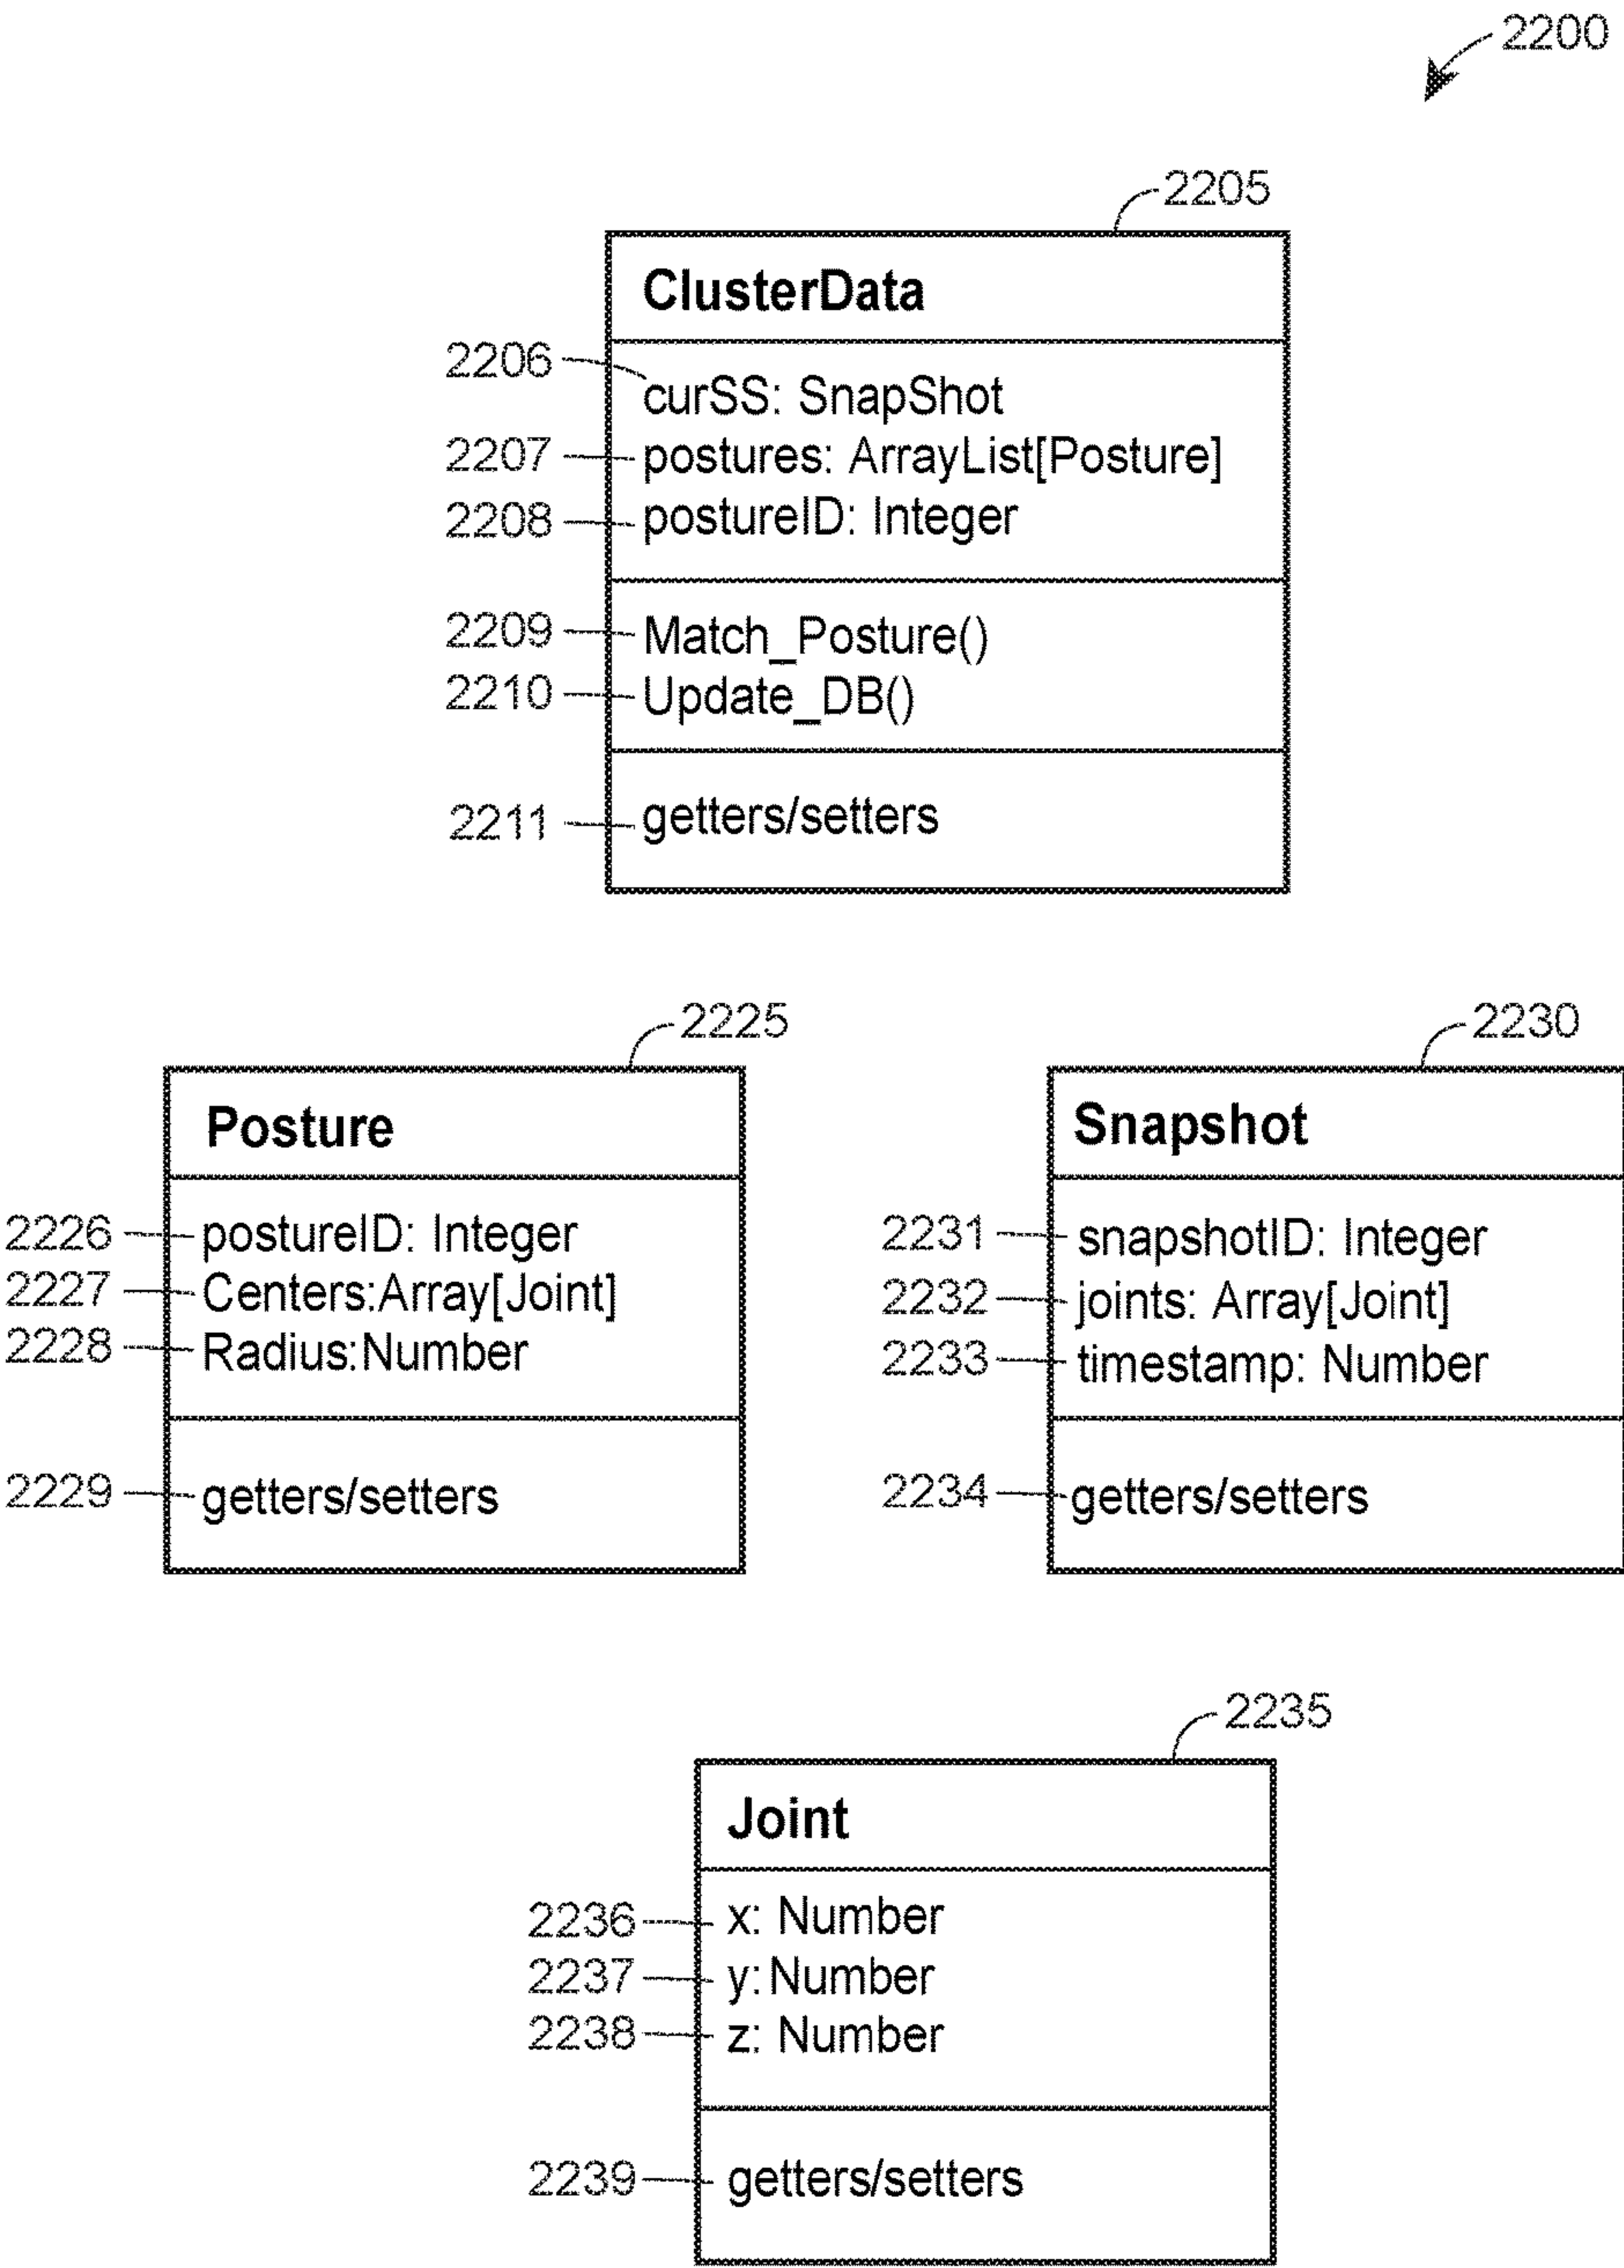 2200
2205
ClusterData
2206 curSS: SnapShot
2207 postures: ArrayList[Posture]
2208 postureID: Integer
2209 Match_Posture()
2210 Update_DB()
2211 getters/setters
2225
Posture
2226 postureID: Integer
2227 Centers:Array[Joint]
2228 Radius:Number
2229 getters/setters
2230
Snapshot
2231 snapshotID: Integer
2232 joints: Array[Joint]
2233 timestamp: Number
2234 getters/setters
2235
Joint
2236 x: Number
2237 y:Number
2238 z: Number
2239 getters/setters